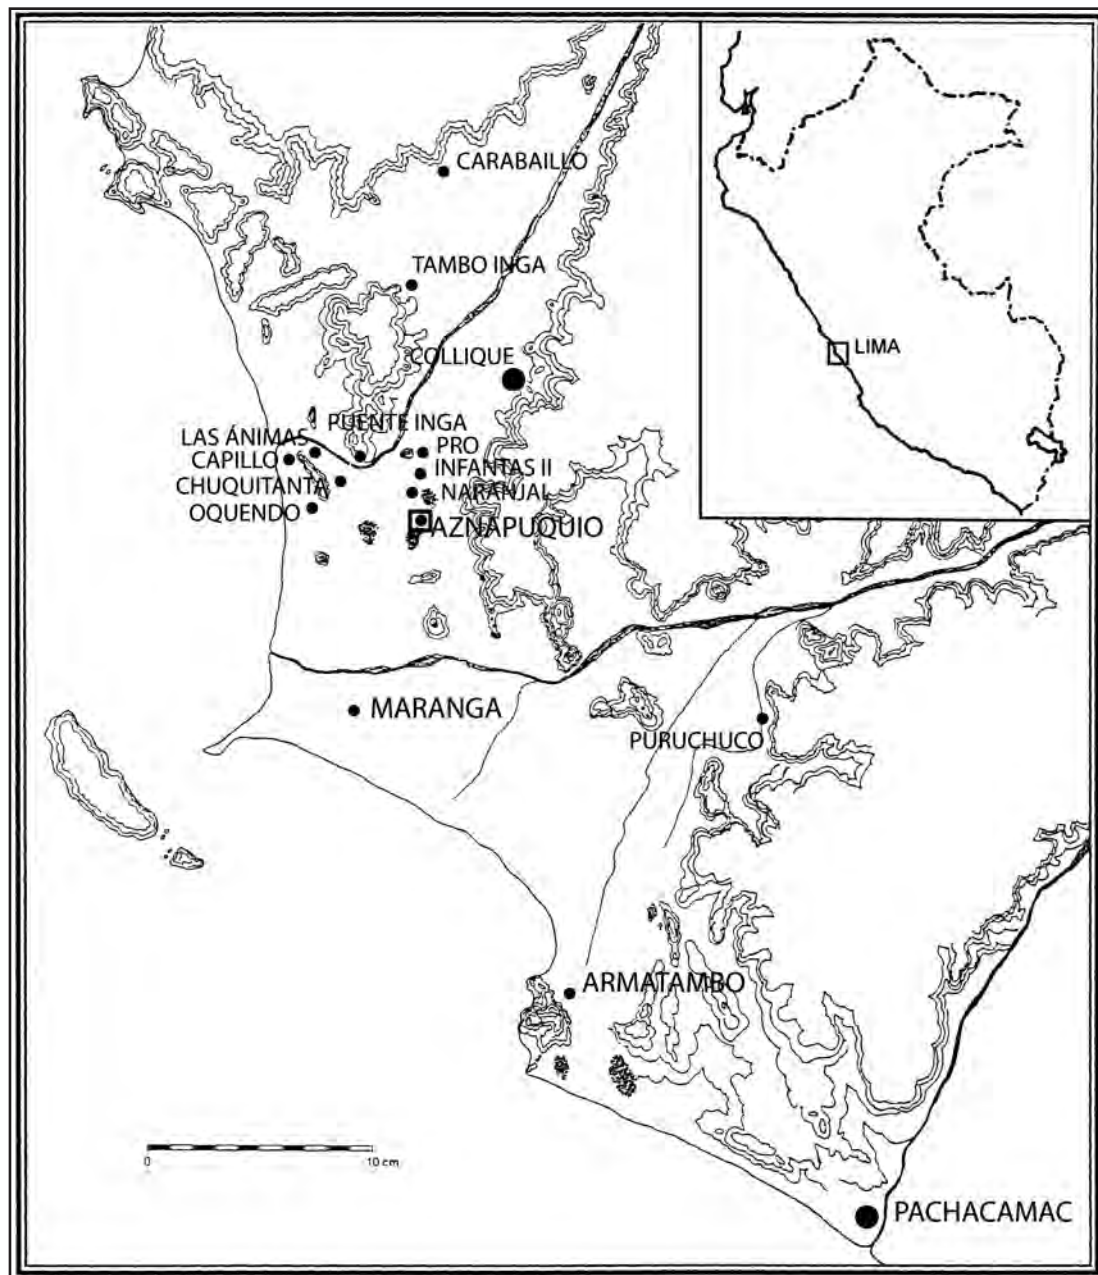 CARABAILLO
LIMA
TAMBO INGA
COLLIQUE
PUENTE INGA
LAS ÁNIMAS
PRO
CAPILLO
INFANTAS II
CHUQUITANTA
NARANJAL
OQUENDO
AZNAPUQUIO
MARANGA
PURUCHUCO
ARMATAMBO
0 10 cm
PACHACAMAC